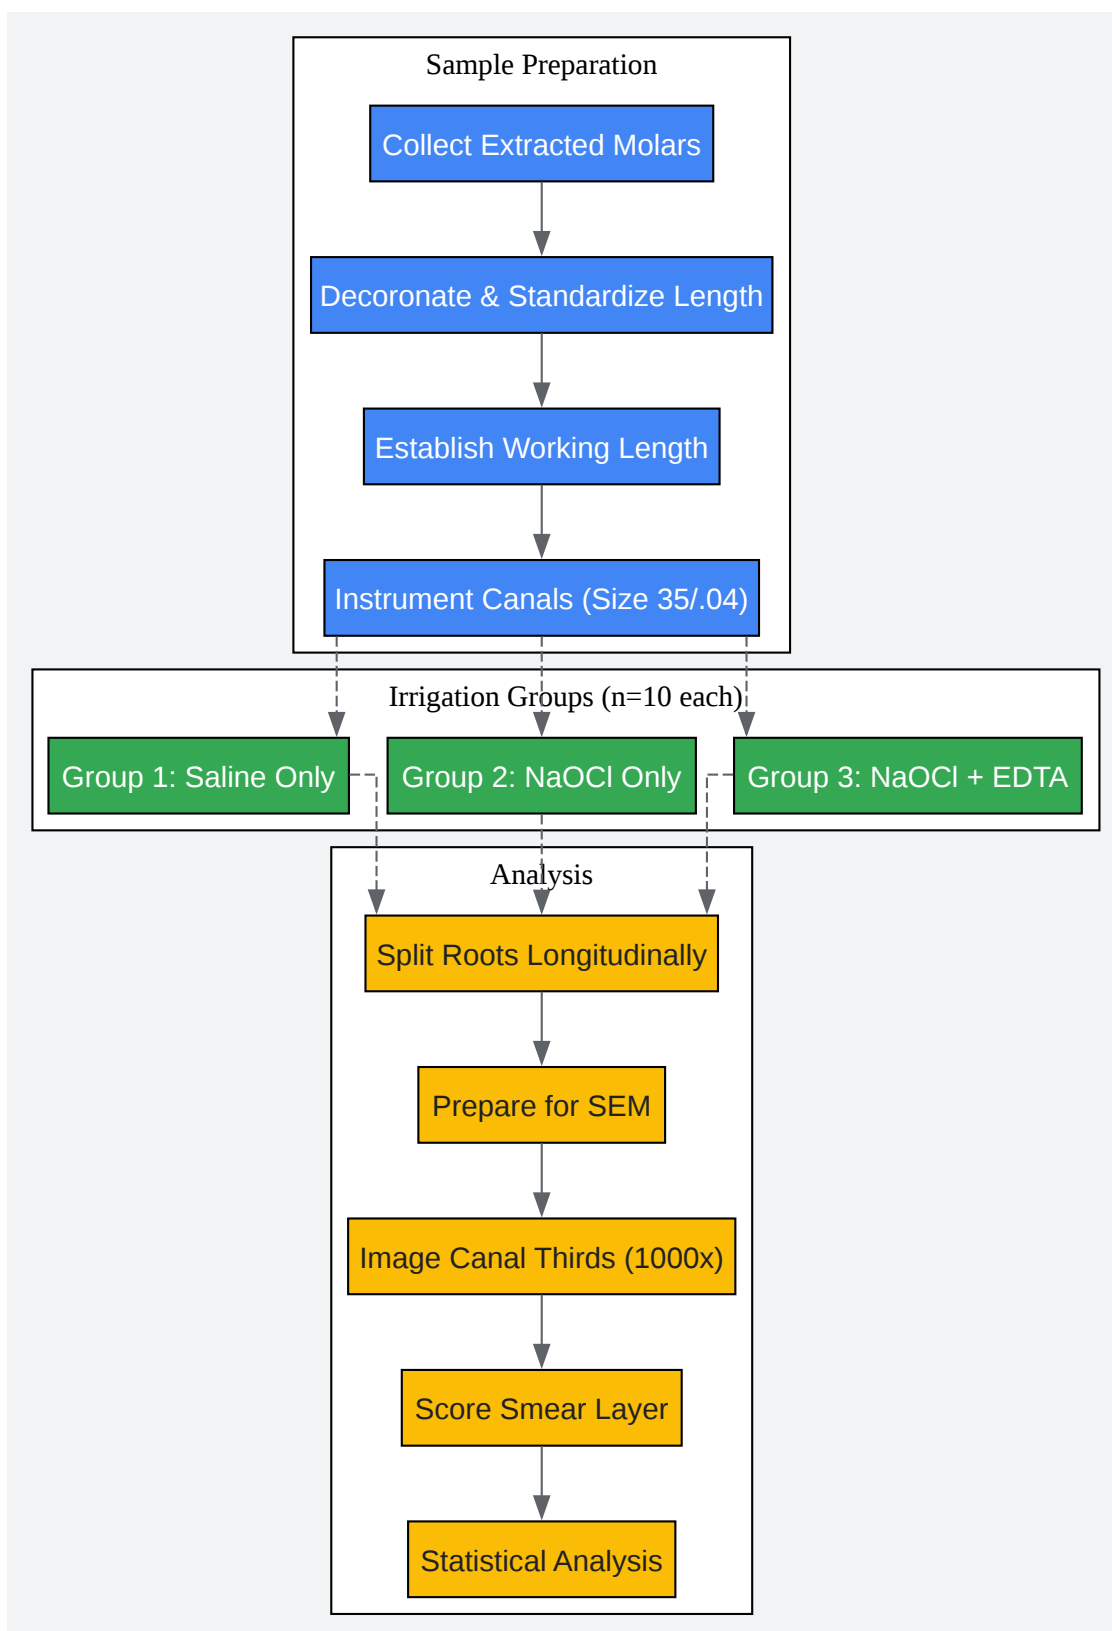 Sample Preparation
Collect Extracted Molars
Decoronate & Standardize Length
Establish Working Length
Instrument Canals (Size 35/.04)
Irrigation Groups (n=10 each)
Group 1: Saline Only
Group 2: NaOCl Only
Group 3: NaOCl + EDTA
Analysis
Split Roots Longitudinally
Prepare for SEM
Image Canal Thirds (1000x)
Score Smear Layer
Statistical Analysis